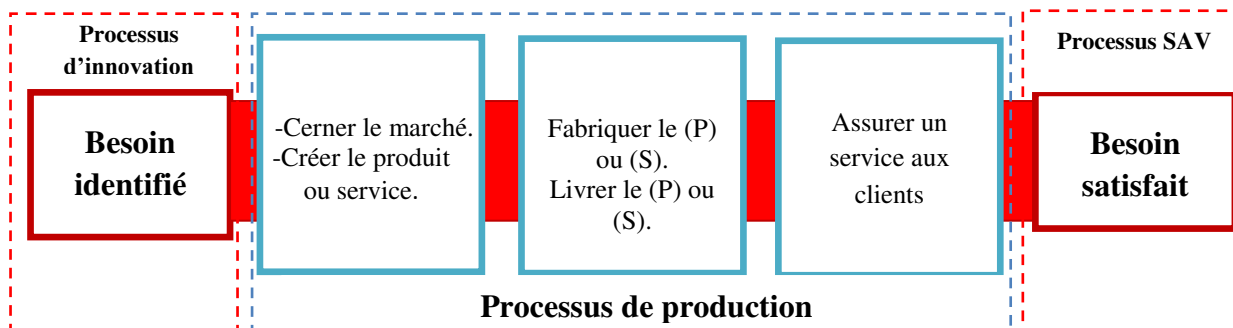 Processus
d'innovation
Besoin
identifié
-Cerner le marché.
-Créer le produit
ou service.
Fabriquer le (P)
ou (S).
Livrer le (P) ou
(S).
Assurer un
service aux
clients
Processus SAV
Besoin
satisfait
Processus de production